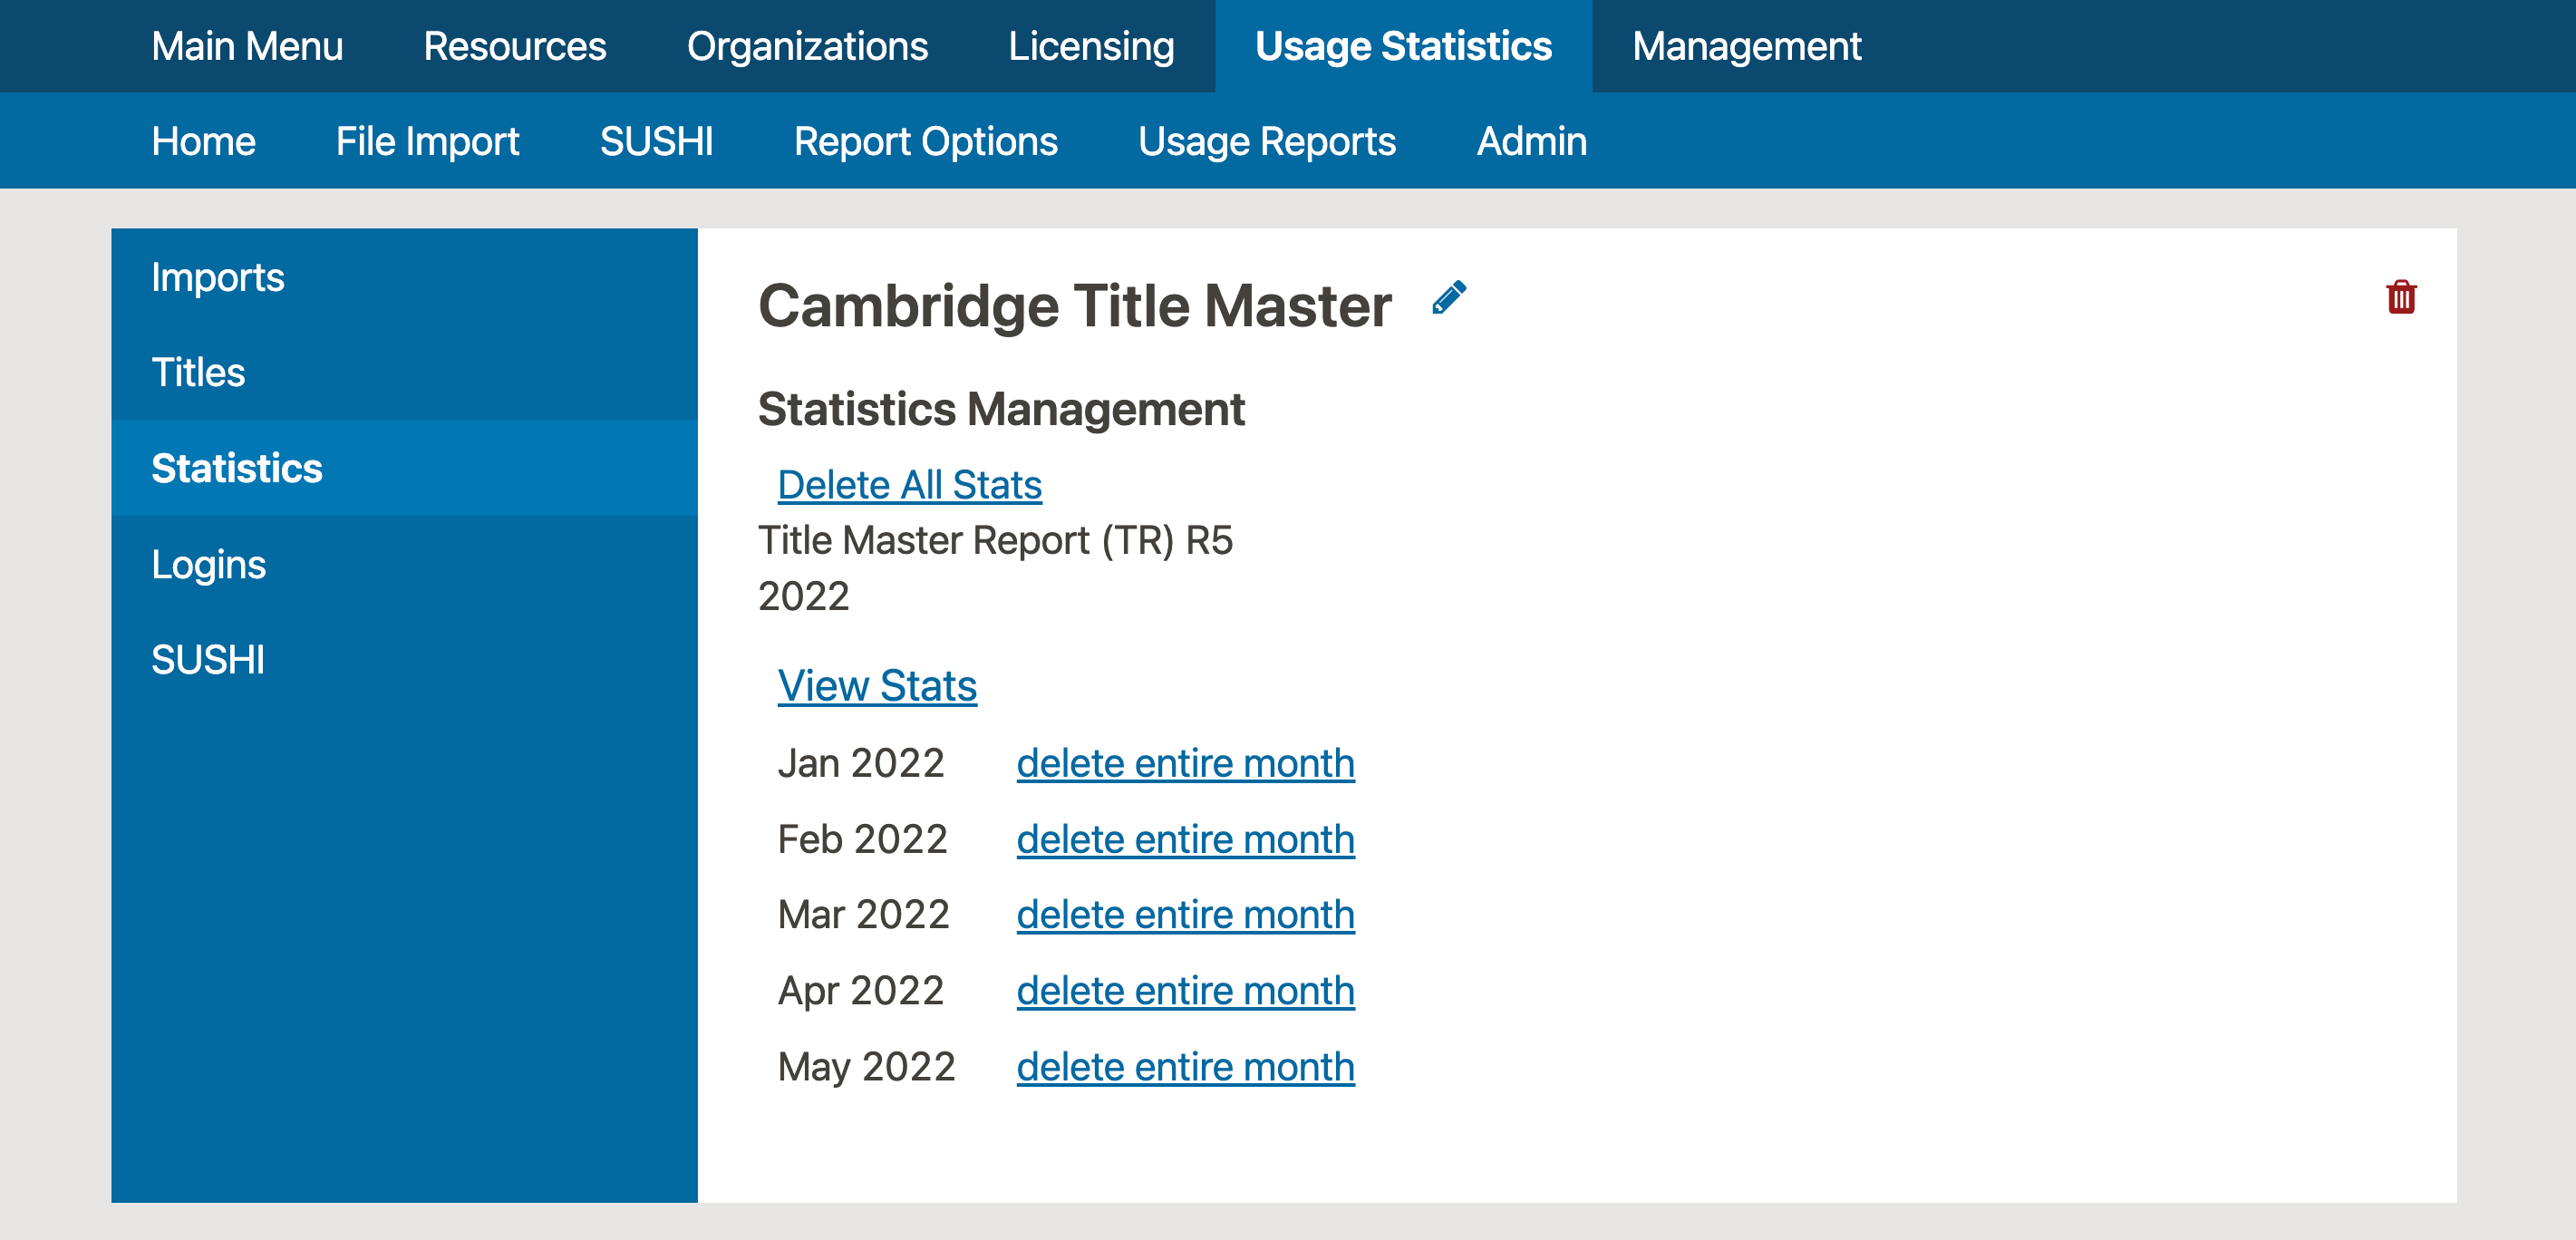 Main Menu Resources Organizations Licensing Usage Statistics Management
Home File Import SUSHI Report Options Usage Reports Admin
Imports
Titles
Statistics
Logins
SUSHI
Cambridge Title Master
Statistics Management
Delete All Stats
Title Master Report (TR) R5
2022
View Stats
Jan 2022 delete entire month
Feb 2022 delete entire month
Mar 2022 delete entire month
Apr 2022 delete entire month
May 2022 delete entire month